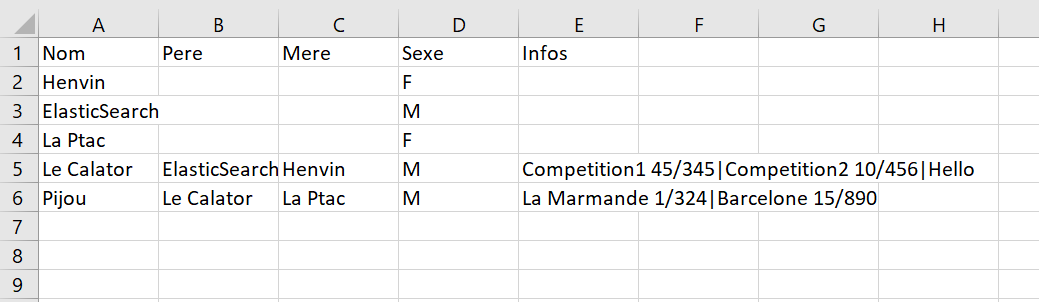 A B C D E F G H
1 Nom Pere Mere Sexe Infos
2 Henvin F
3 ElasticSearch M
4 La Ptac F
5 Le Calator ElasticSearch Henvin M Competition1 45/345|Competition2 10/456|Hello
6 Pijou Le Calator La Ptac M La Marmande 1/324|Barcelone 15/890
7
8
9